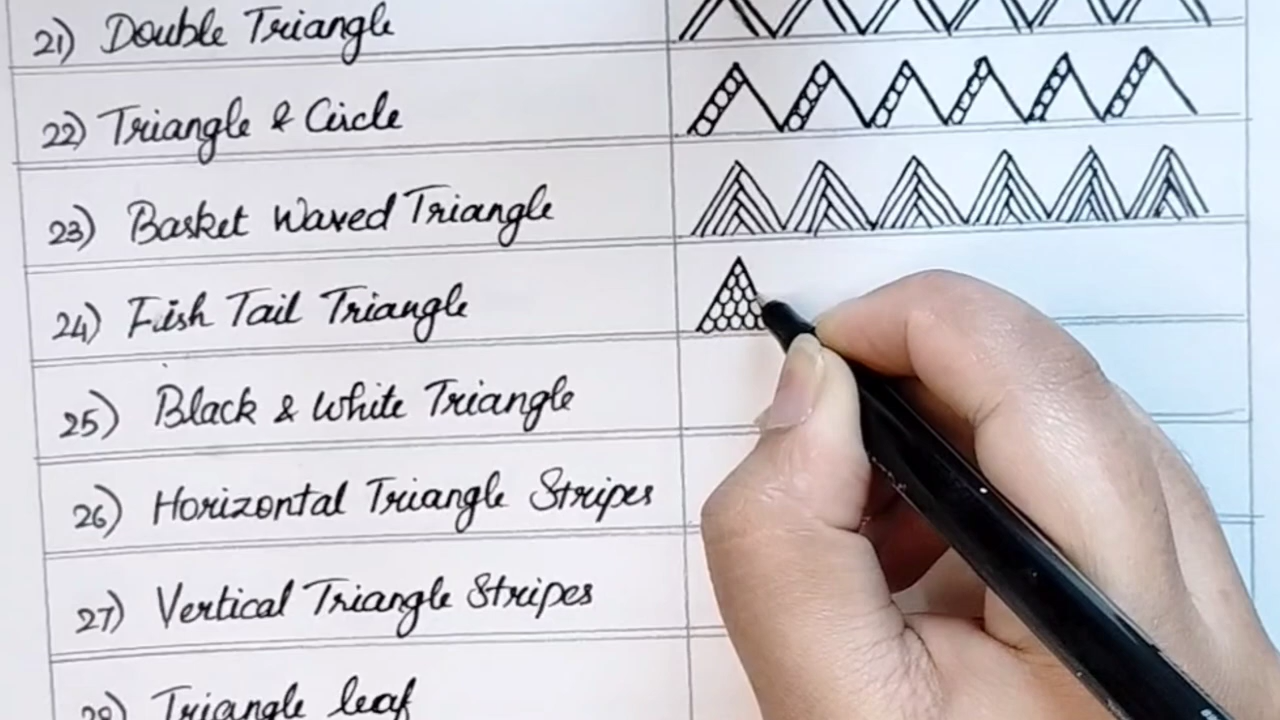 21) Double Triangle
22) Triangle & Circle
23) Basket Waved Triangle
24) Fish Tail Triangle
25) Black & White Triangle
26) Horizontal Triangle Stripes
27) Vertical Triangle Stripes
28) Triangle leaf